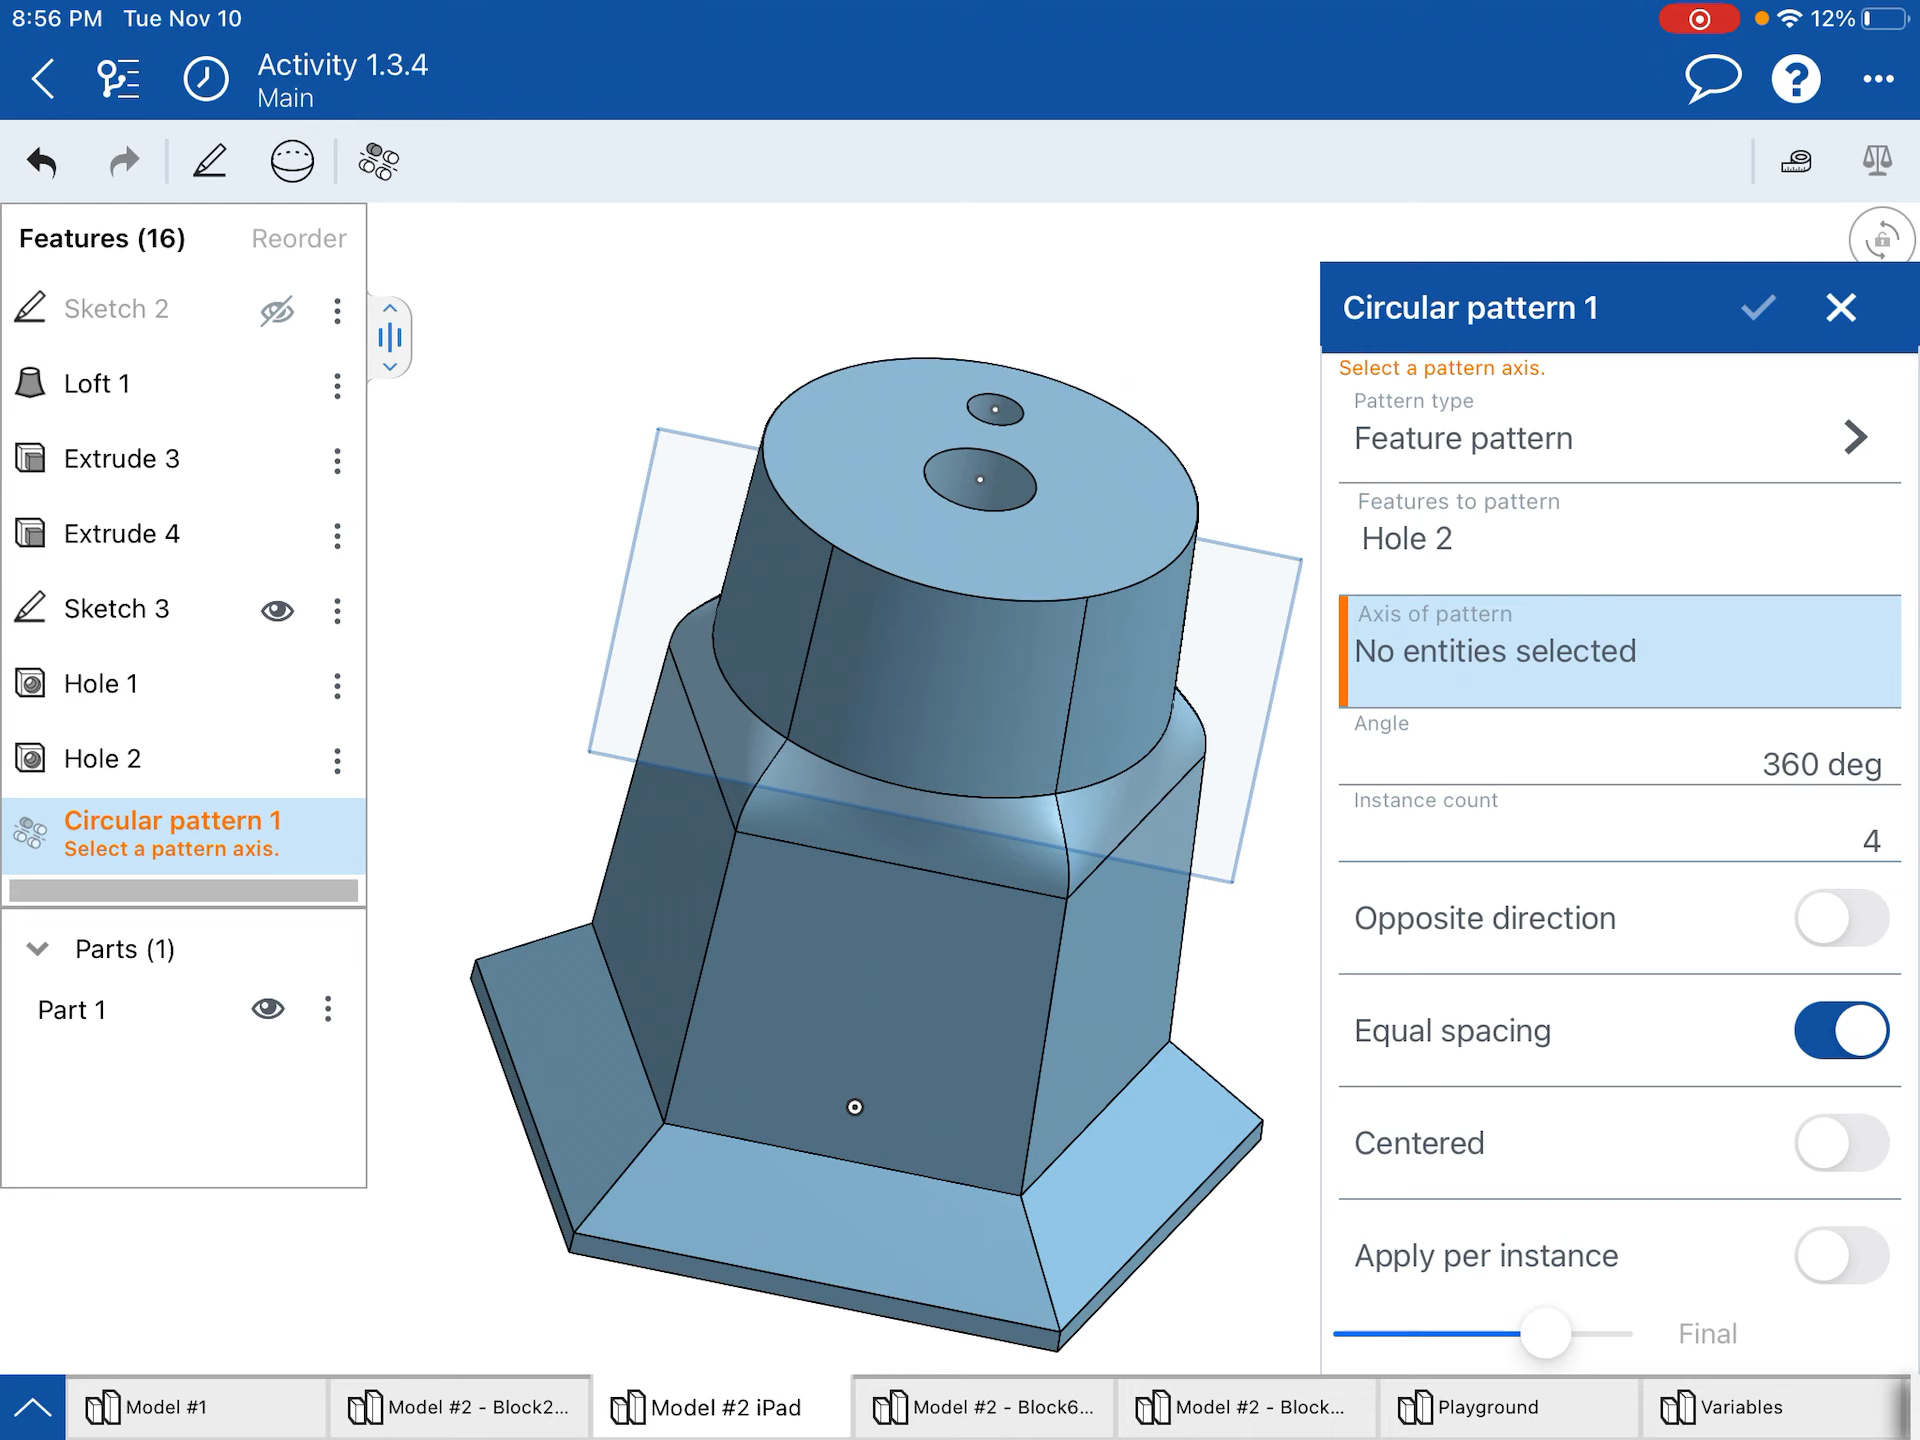 8:56 PM Tue Nov 10
12%
Activity 1.3.4
Main
Features (16) Reorder
Sketch 2
Loft 1
Extrude 3
Extrude 4
Sketch 3
Hole 1
Hole 2
Circular pattern 1
Select a pattern axis.
Parts (1)
Part 1
Circular pattern 1
Select a pattern axis.
Pattern type
Feature pattern
Features to pattern
Hole 2
Axis of pattern
No entities selected
Angle
360 deg
Instance count
4
Opposite direction
Equal spacing
Centered
Apply per instance
Final
Model #1
Model #2 - Block2...
Model #2 iPad
Model #2 - Block6...
Model #2 - Block...
Playground
Variables